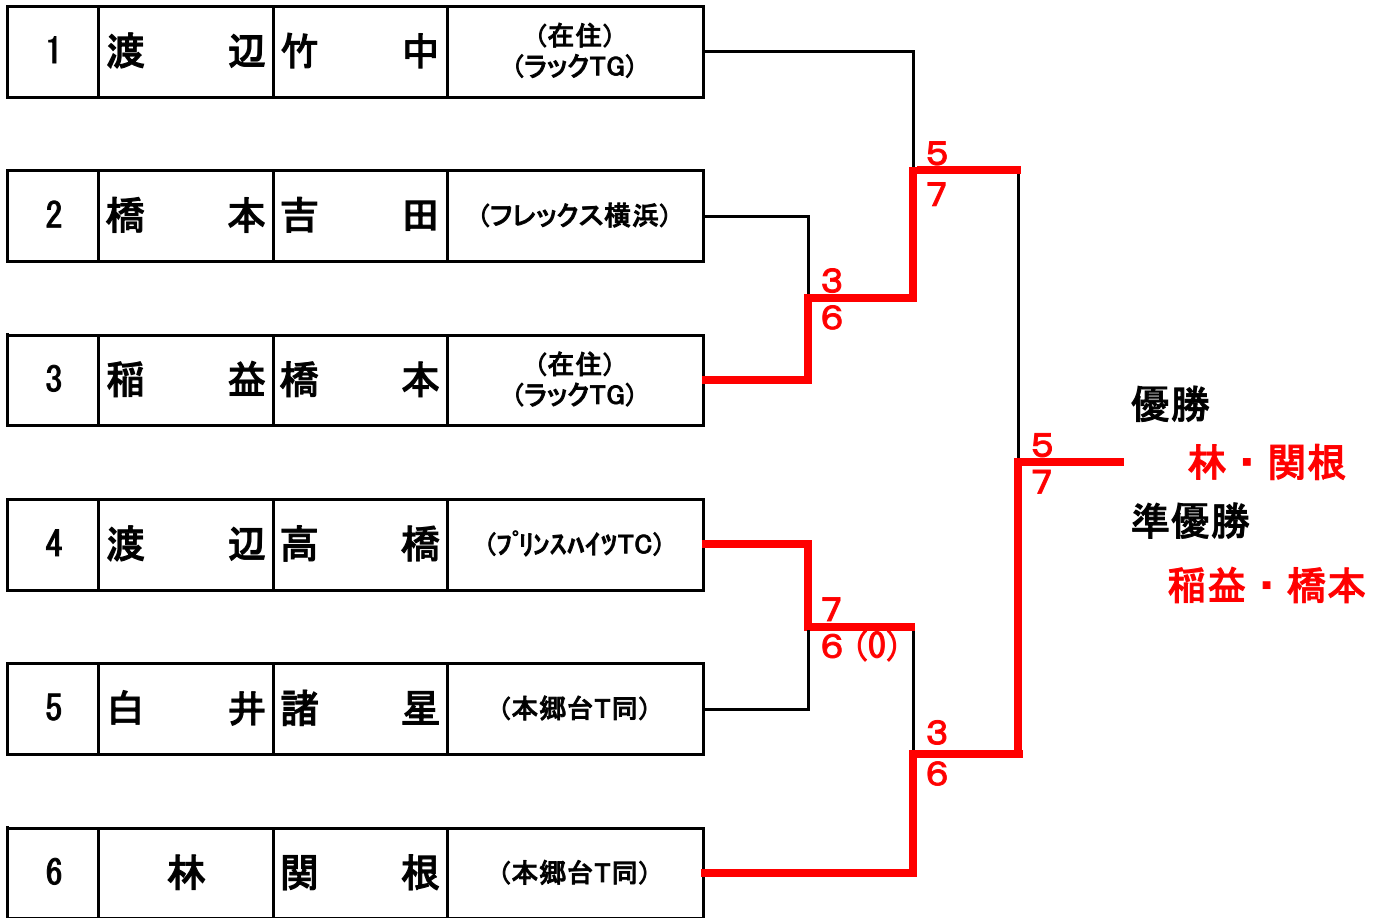 1 渡辺 竹中 (在住)
(ラックTG)
2 橋本 吉田 (フレックス横浜)
3 稲益 橋本 (在住)
(ラックTG)
4 渡辺 高橋 (ﾌﾟﾘﾝｽﾊｲﾂTC)
5 白井 諸星 (本郷台T同)
6 林 関根 (本郷台T同)
5
7
3
6
7
6 (0)
3
6
5
7
優勝
林・関根
準優勝
稲益・橋本